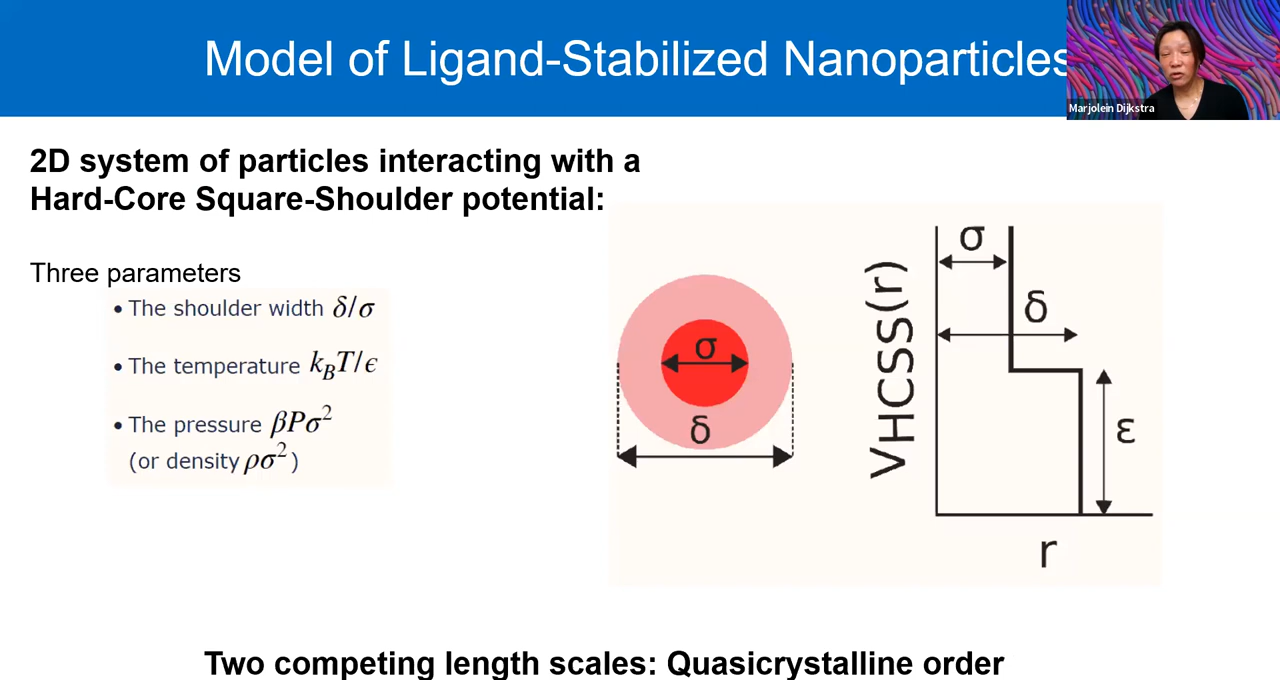 Model of Ligand-Stabilized Nanoparticles
Marjolein Dijkstra
2D system of particles interacting with a
Hard-Core Square-Shoulder potential:
Three parameters
• The shoulder width δ/σ
• The temperature k_BT/ϵ
• The pressure βPσ²
(or density ρσ²)
σ
δ
VHCSS(r)
σ
δ
ε
r
Two competing length scales: Quasicrystalline order